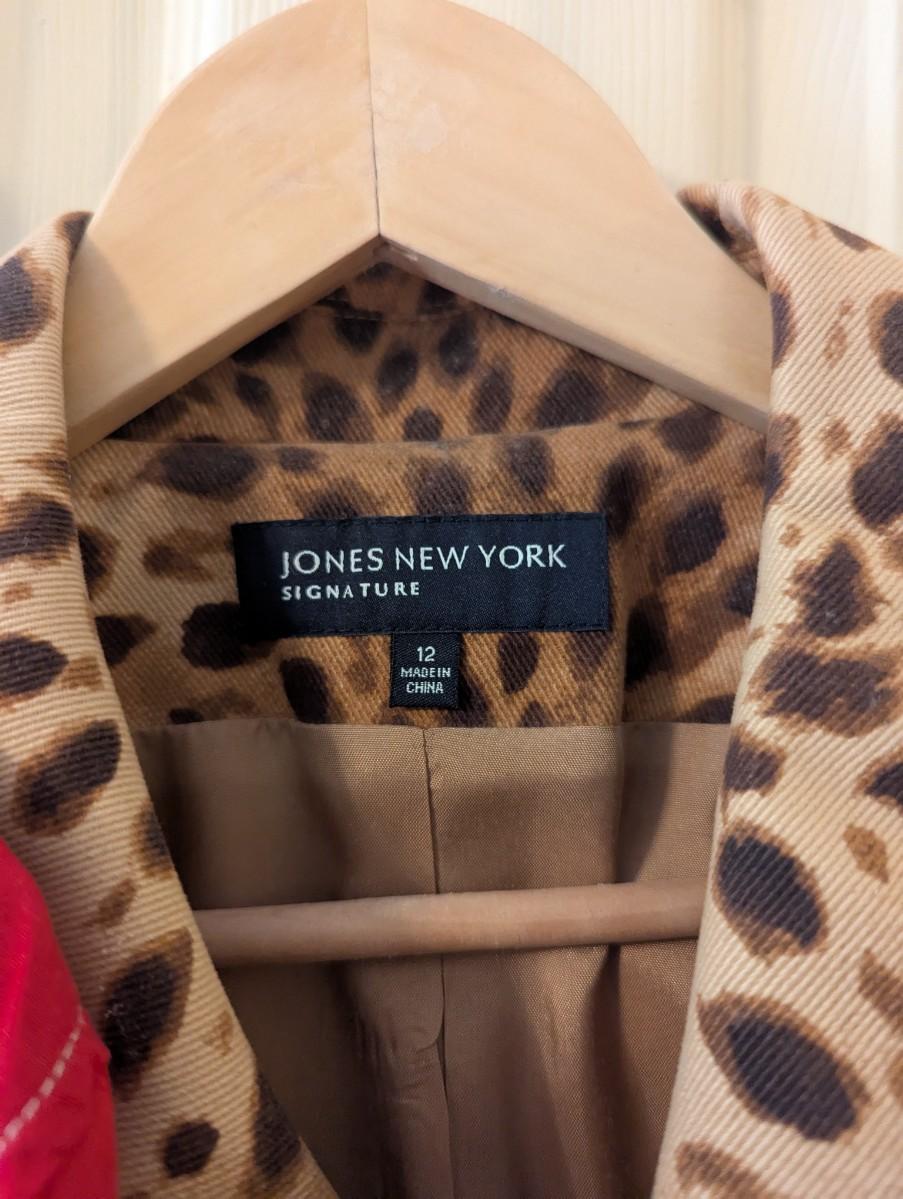 JONES NEW YORK
SIGNATURE
12
MADE IN
CHINA